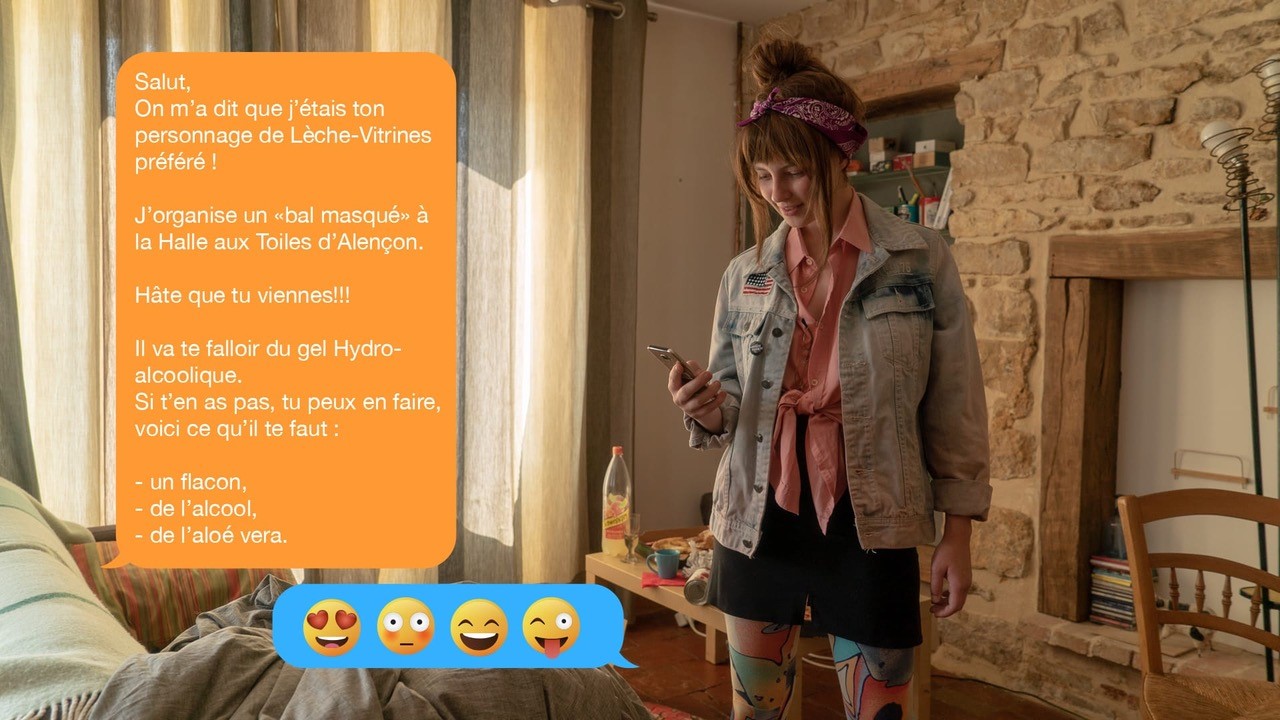 Salut,
On m'a dit que j'étais ton
personnage de Lèche-Vitrines
préféré !
J'organise un «bal masqué» à
la Halle aux Toiles d'Alençon.
Hâte que tu viennes!!!
Il va te falloir du gel Hydro-
alcoolique.
Si t'en as pas, tu peux en faire,
voici ce qu'il te faut :
- un flacon,
- de l'alcool,
- de l'aloé vera.